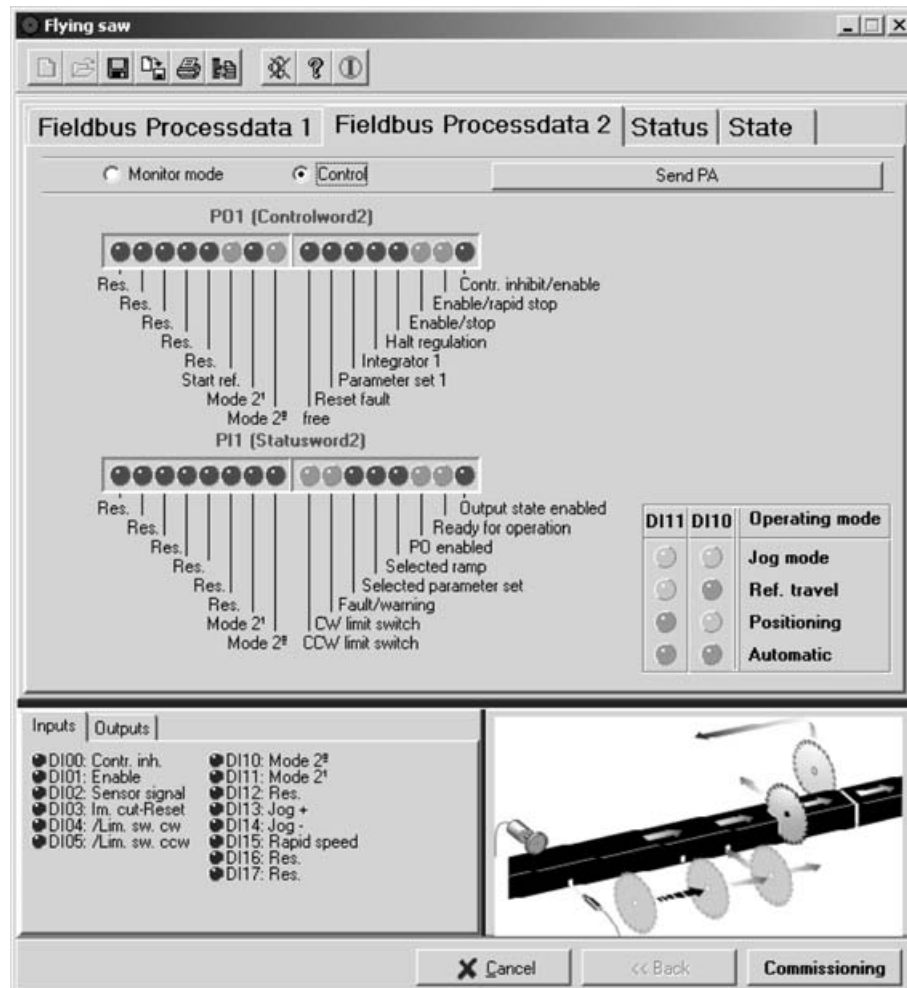 Flying saw
Fieldbus Processdata 1 Fieldbus Processdata 2 Status State
Monitor mode Control Send PA
PO1 (Controlword2)
Res. Contr. inhibit/enable
Res. Enable/rapid stop
Res. Enable/stop
Res. Halt regulation
Res. Integrator 1
Start ref. Parameter set 1
Mode 2¹ Reset fault
Mode 2⁰ free
PI1 (Statusword2)
Res. Output state enabled
Res. Ready for operation
Res. PO enabled
Res. Selected ramp
Res. Selected parameter set
Res. Fault/warning
Mode 2¹ CW limit switch
Mode 2⁰ CCW limit switch
DI11 DI10 Operating mode
Jog mode
Ref. travel
Positioning
Automatic
Inputs Outputs
DI00: Contr. inh. DI10: Mode 2⁰
DI01: Enable DI11: Mode 2¹
DI02: Sensor signal DI12: Res.
DI03: Im. cut-Reset DI13: Jog +
DI04: /Lim. sw. cw DI14: Jog -
DI05: /Lim. sw. ccw DI15: Rapid speed
DI16: Res.
DI17: Res.
Cancel << Back Commissioning